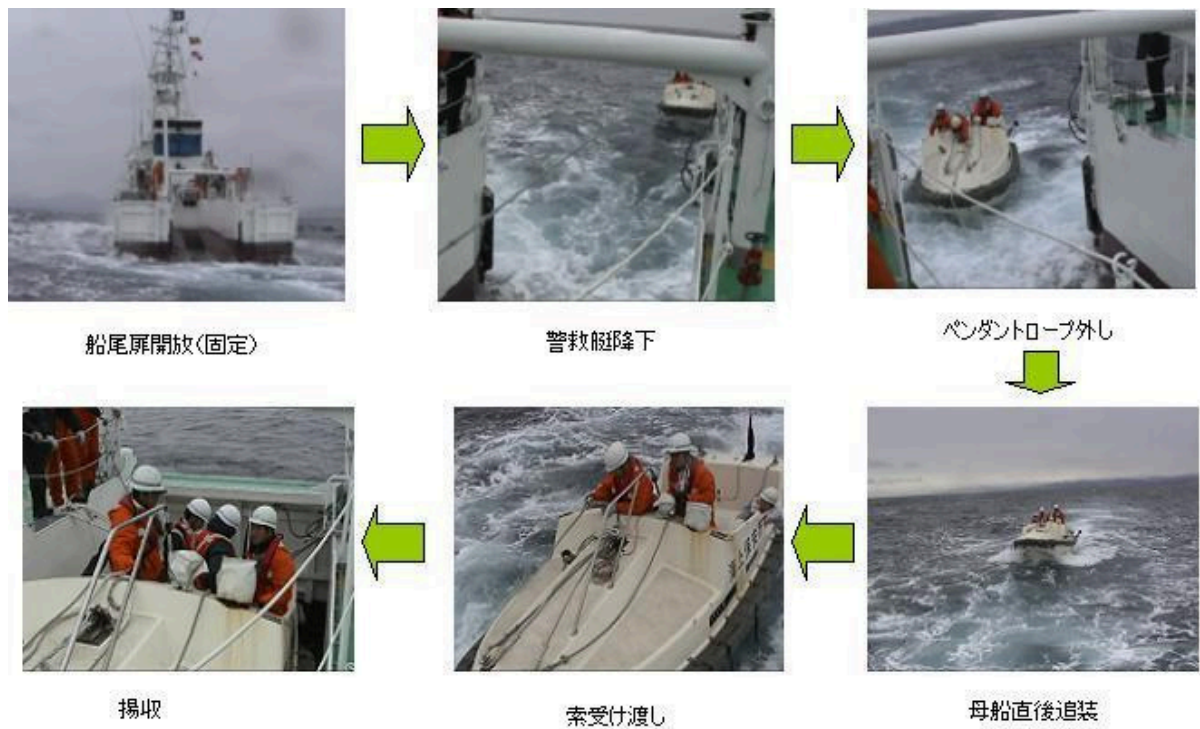 船尾扉開放(固定)
警救艇降下
ペンダントロープ外し
母船直後追装
索受け渡し
揚収